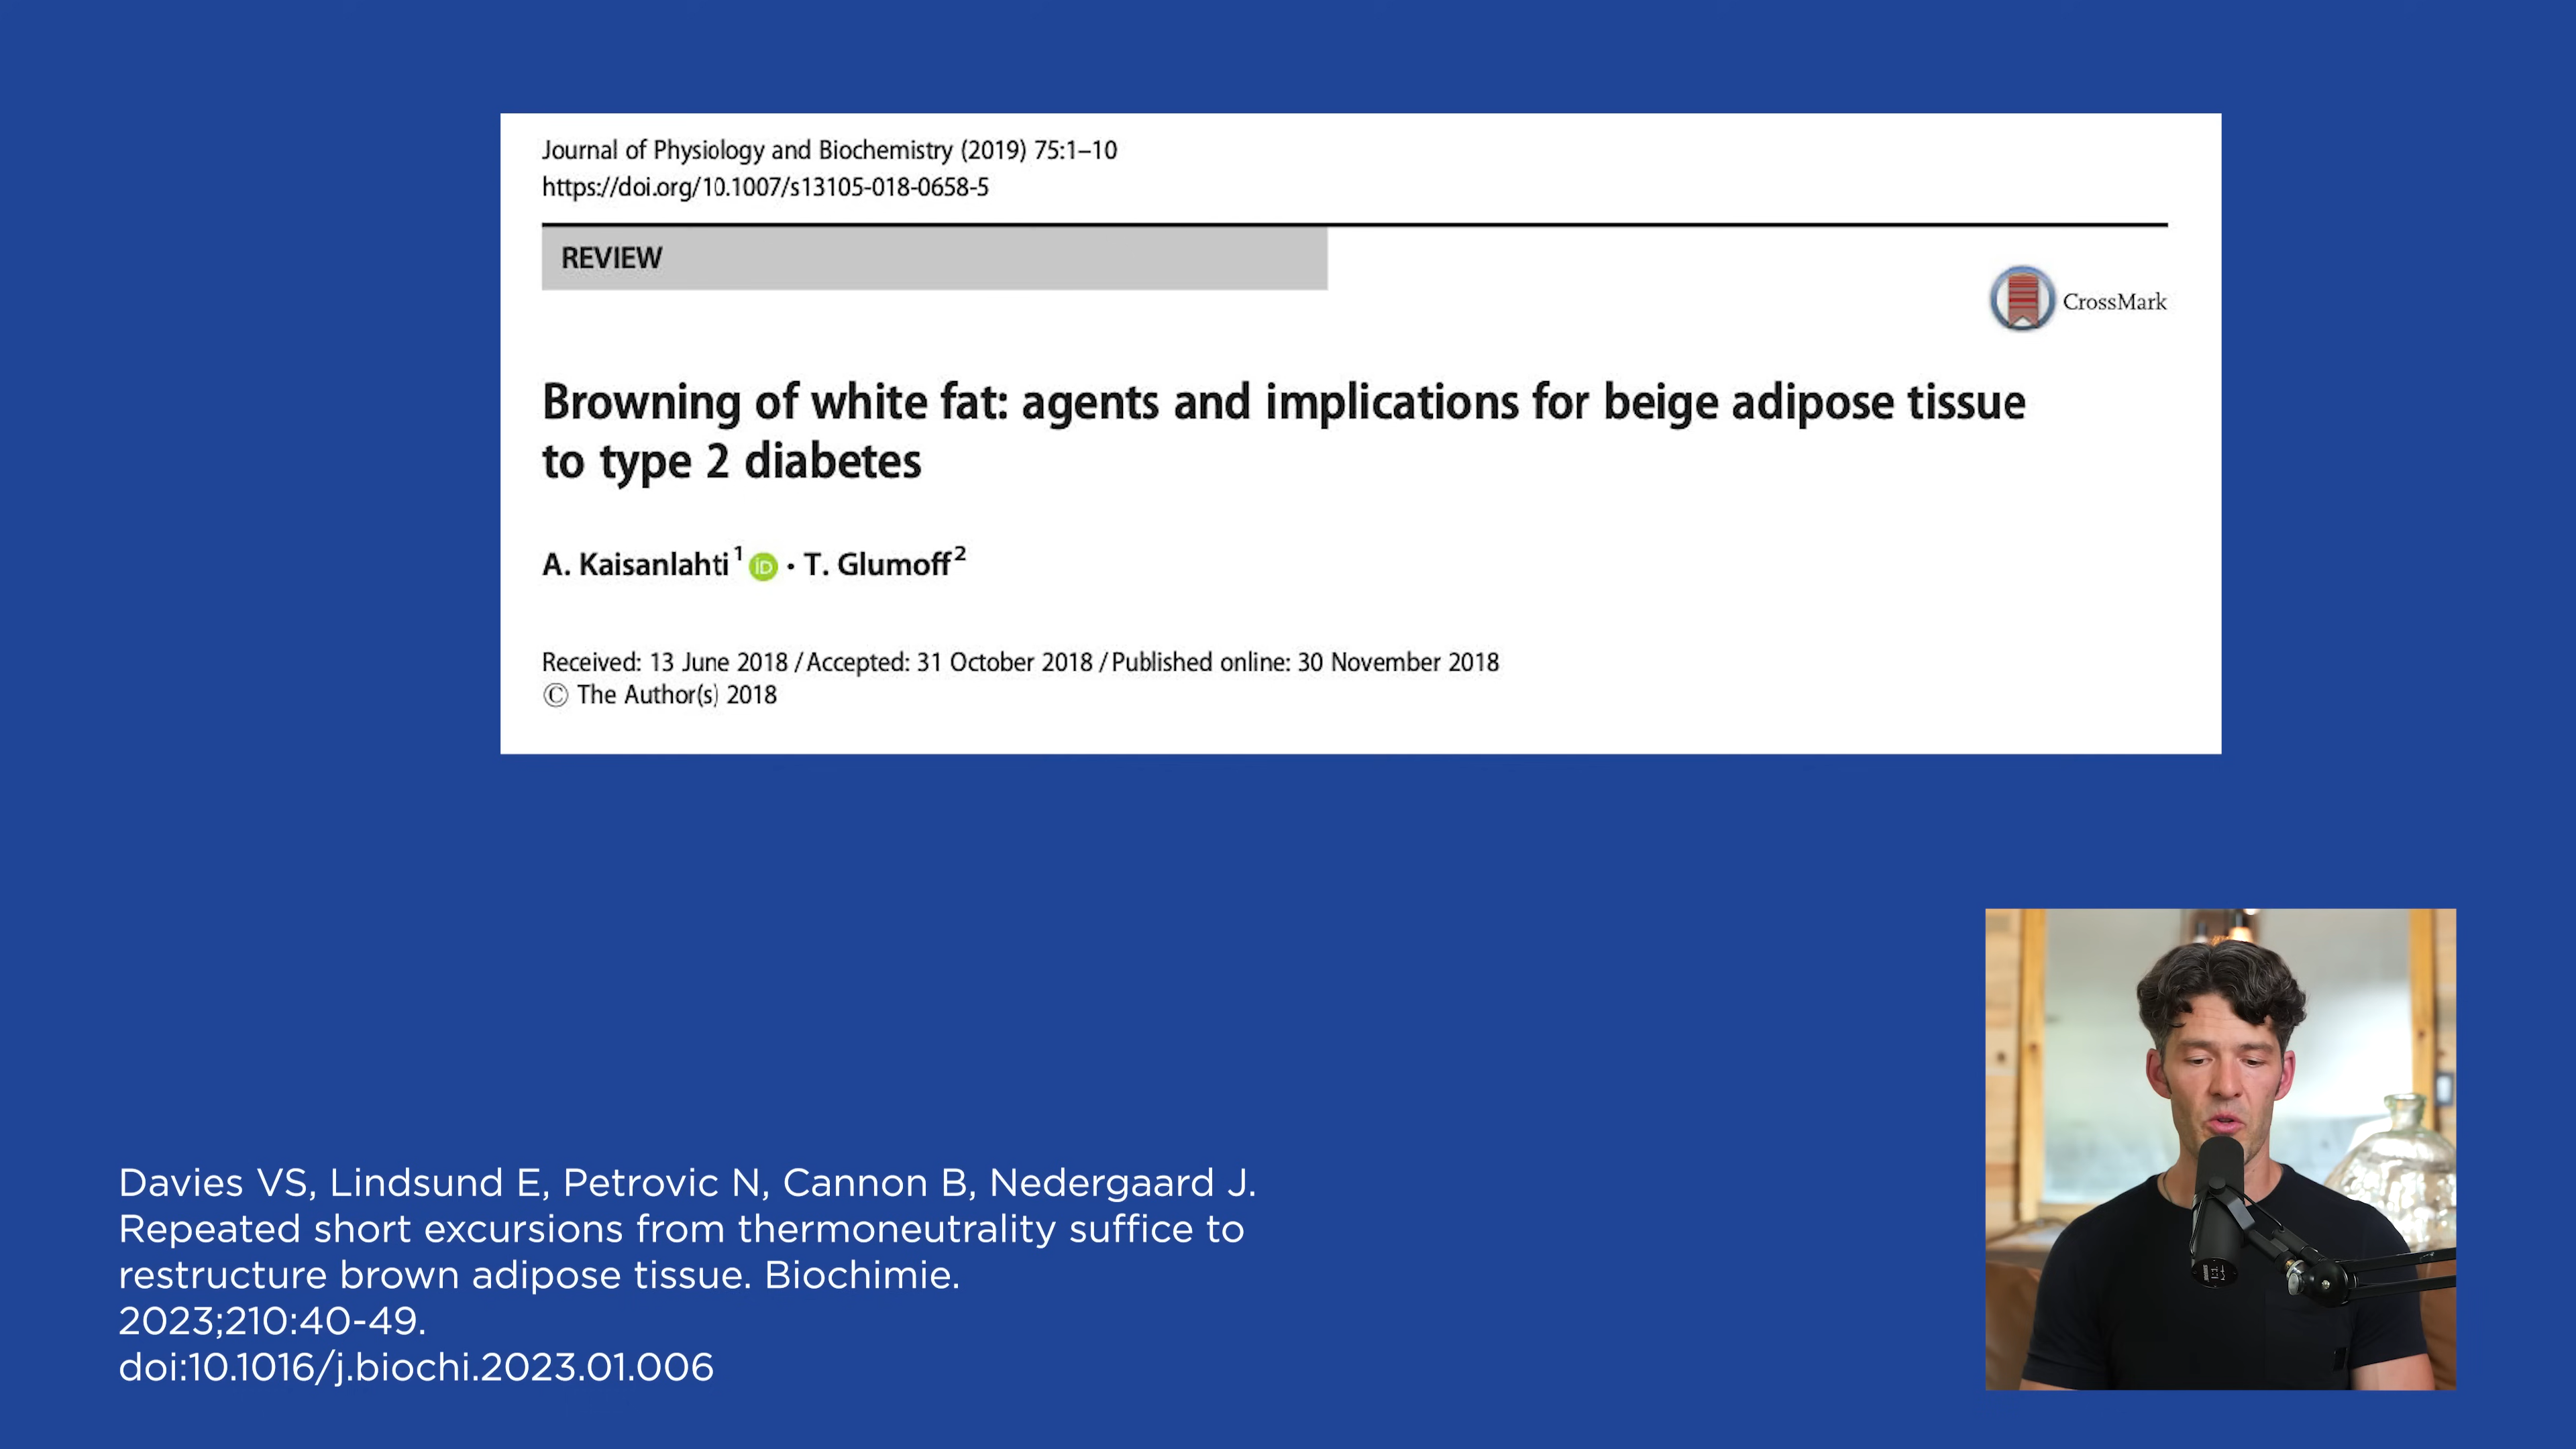 Journal of Physiology and Biochemistry (2019) 75:1–10
https://doi.org/10.1007/s13105-018-0658-5
REVIEW
CrossMark
Browning of white fat: agents and implications for beige adipose tissue
to type 2 diabetes
A. Kaisanlahti 1 iD · T. Glumoff 2
Received: 13 June 2018 / Accepted: 31 October 2018 / Published online: 30 November 2018
© The Author(s) 2018
Davies VS, Lindsund E, Petrovic N, Cannon B, Nedergaard J.
Repeated short excursions from thermoneutrality suffice to
restructure brown adipose tissue. Biochimie.
2023;210:40-49.
doi:10.1016/j.biochi.2023.01.006